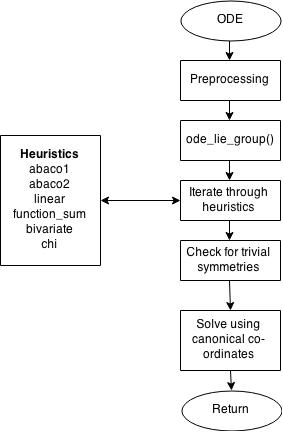 ODE
Preprocessing
ode_lie_group()
Heuristics
abaco1
abaco2
linear
function_sum
bivariate
chi
Iterate through
heuristics
Check for trivial
symmetries
Solve using
canonical co-
ordinates
Return